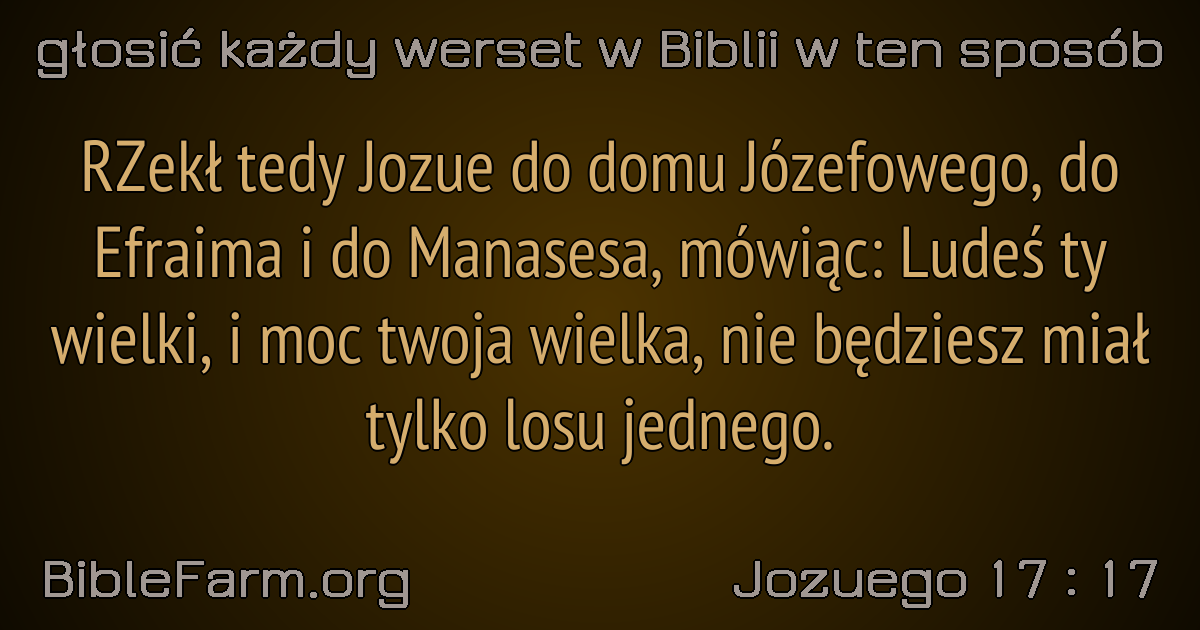 głosić każdy werset w Biblii w ten sposób
RZekł tedy Jozue do domu Józefowego, do
Efraima i do Manasesa, mówiąc: Ludeś ty
wielki, i moc twoja wielka, nie będziesz miał
tylko losu jednego.
BibleFarm.org
Jozuego 17 : 17